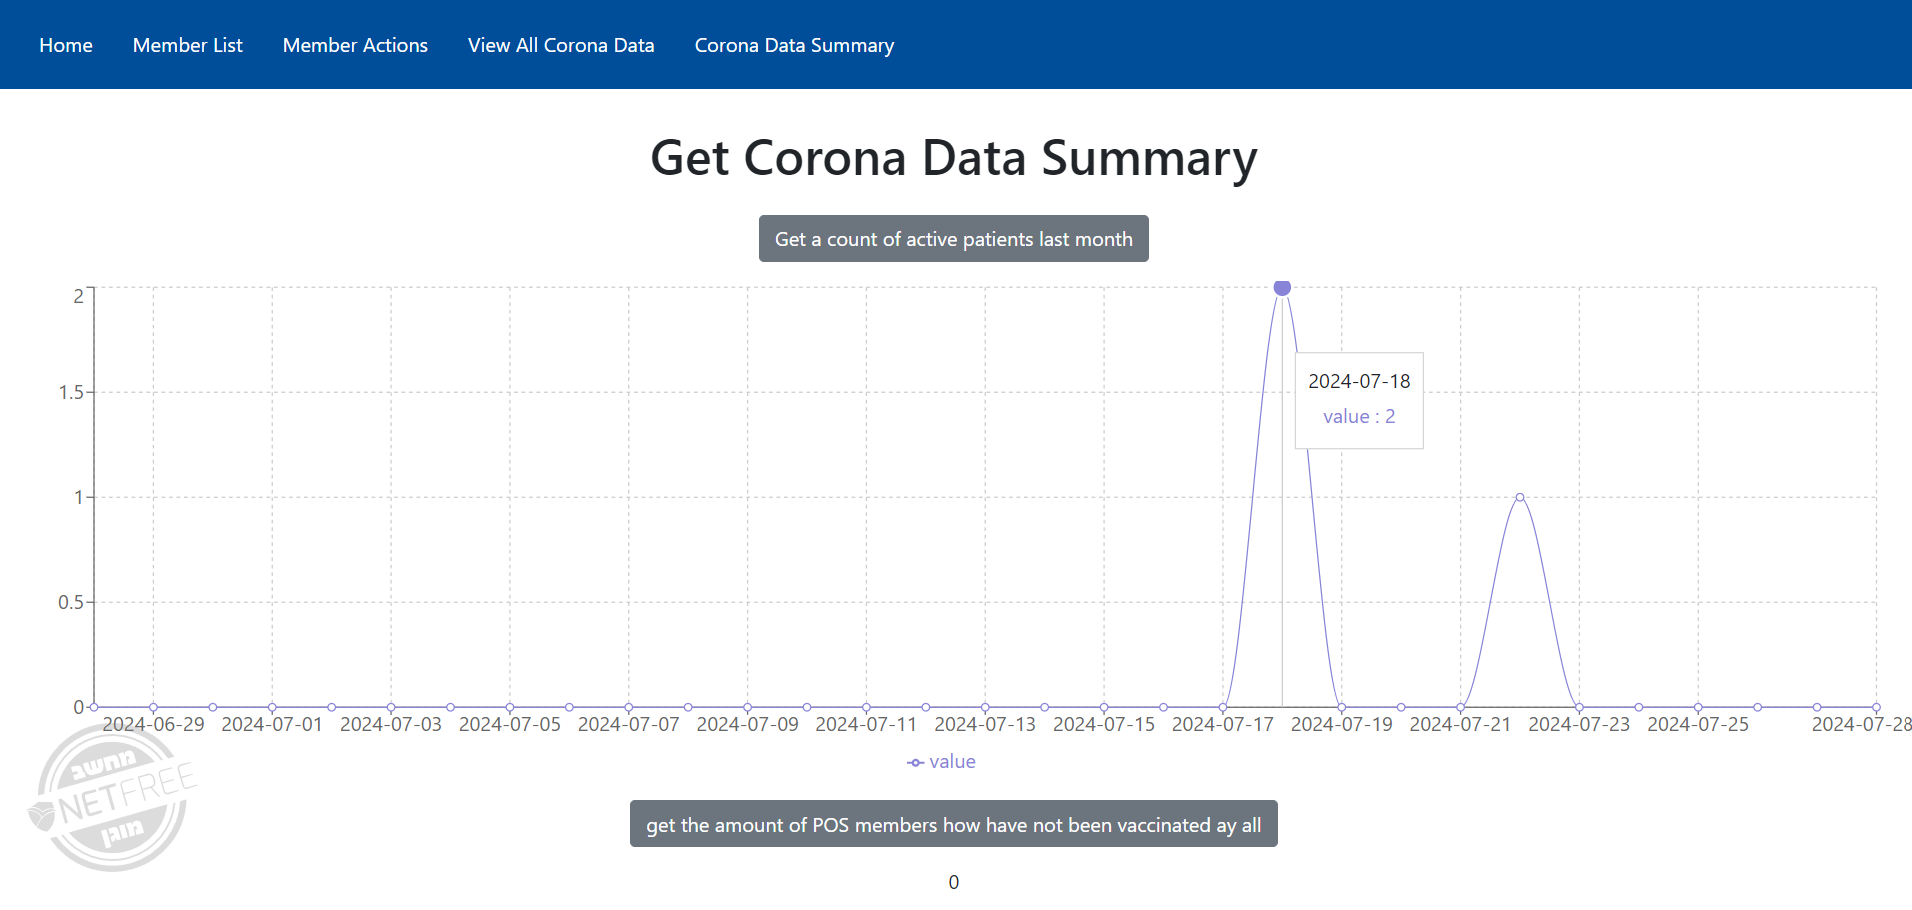 Home Member List Member Actions View All Corona Data Corona Data Summary
Get Corona Data Summary
Get a count of active patients last month
2
1.5
1
0.5
0
2024-07-18
value : 2
2024-06-29 2024-07-01 2024-07-03 2024-07-05 2024-07-07 2024-07-09 2024-07-11 2024-07-13 2024-07-15 2024-07-17 2024-07-19 2024-07-21 2024-07-23 2024-07-25 2024-07-28
value
מחשב
NETFREE
מוגן
get the amount of POS members how have not been vaccinated ay all
0